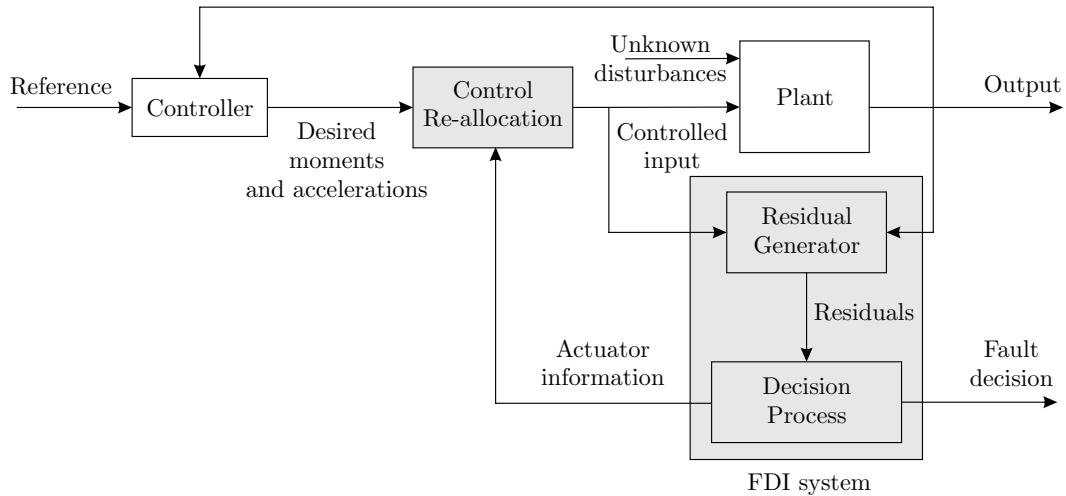 Reference
Controller
Desired
moments
and accelerations
Control
Re-allocation
Unknown
disturbances
Controlled
input
Plant
Output
Residual
Generator
Residuals
Actuator
information
Decision
Process
Fault
decision
FDI system